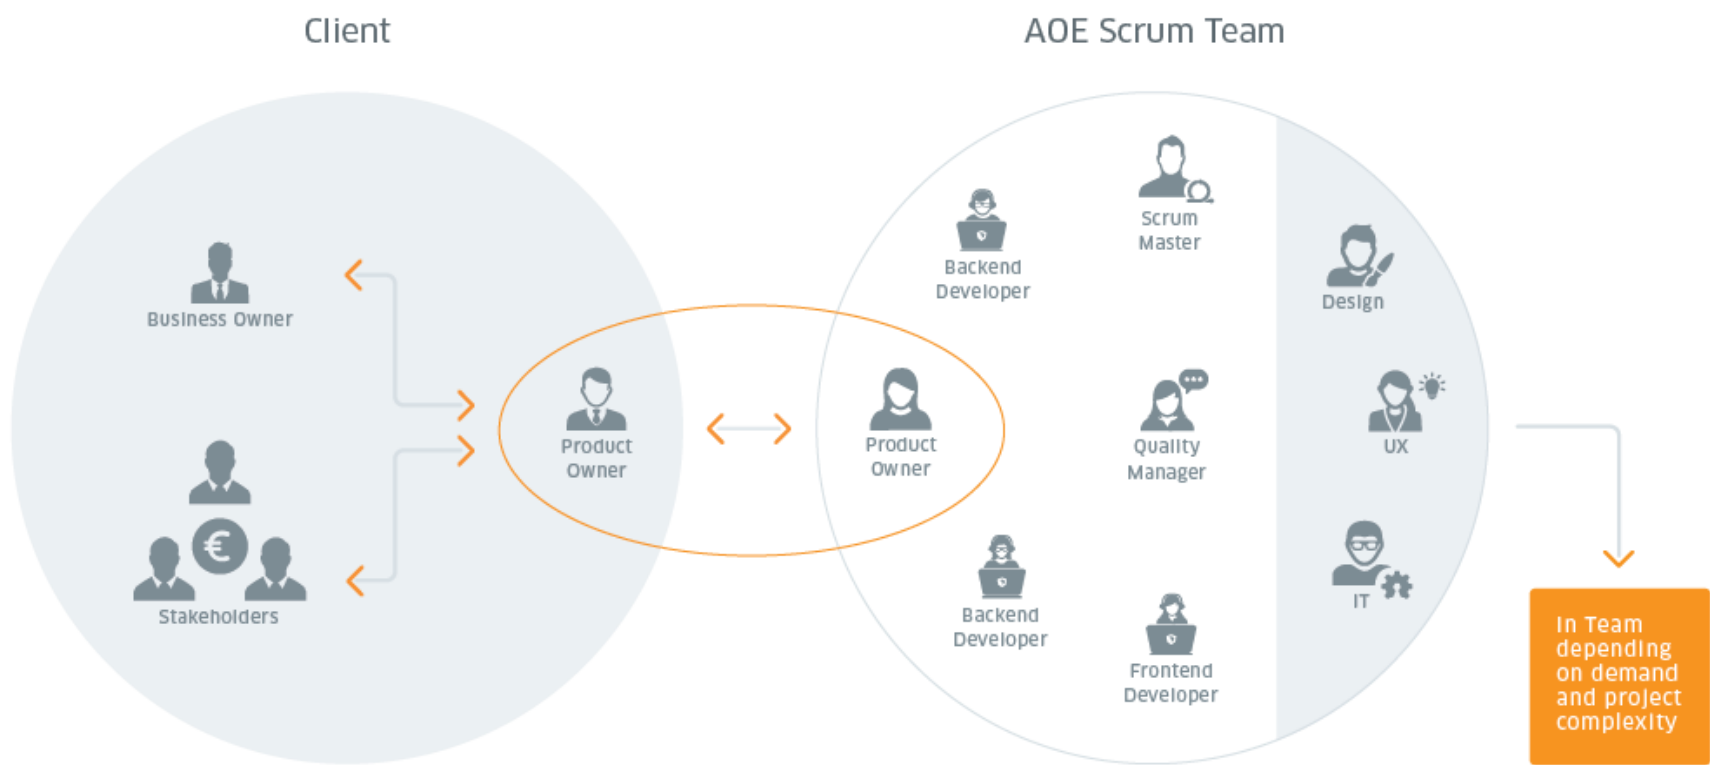 Client
AOE Scrum Team
Business Owner
Stakeholders
€
Product
Owner
Product
Owner
Backend
Developer
Scrum
Master
Quality
Manager
Backend
Developer
Frontend
Developer
Design
UX
IT
In Team
depending
on demand
and project
complexity